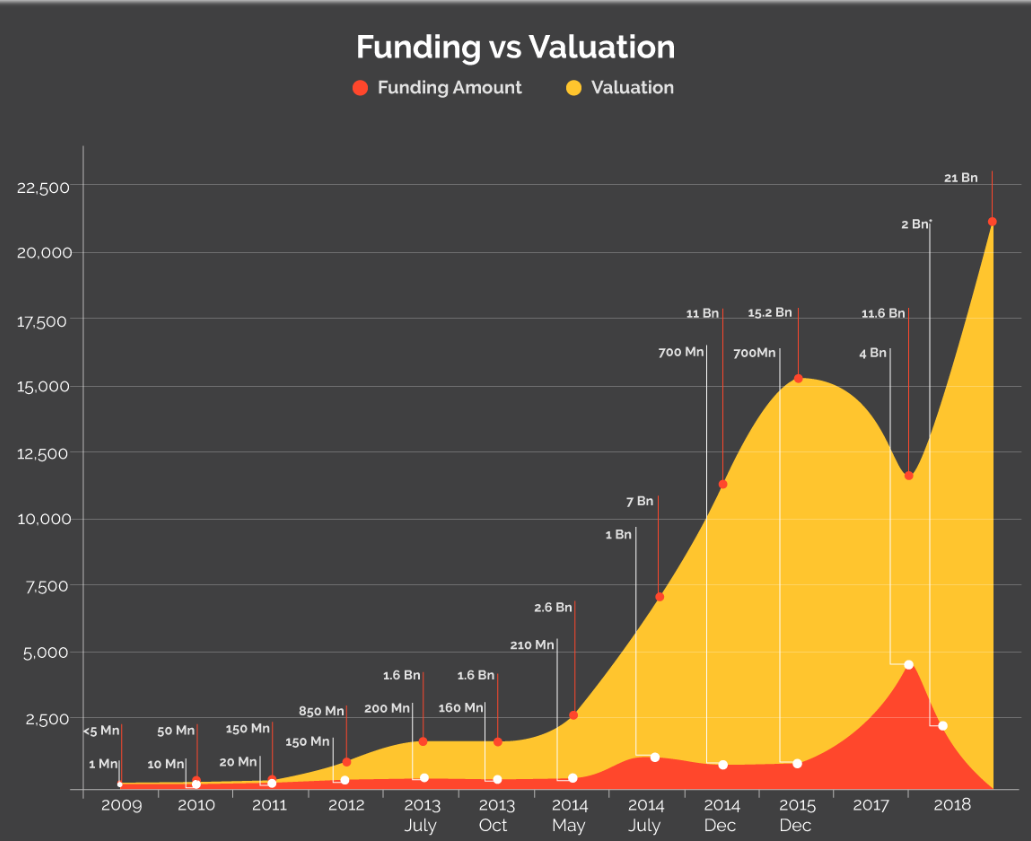 Funding vs Valuation
Funding Amount
Valuation
22,500
20,000
17,500
15,000
12,500
10,000
7,500
5,000
2,500
<5 Mn
1 Mn
50 Mn
10 Mn
150 Mn
20 Mn
850 Mn
150 Mn
1.6 Bn
200 Mn
1.6 Bn
160 Mn
2.6 Bn
210 Mn
7 Bn
1 Bn
11 Bn
700 Mn
15.2 Bn
700Mn
11.6 Bn
4 Bn
2 Bn*
21 Bn
2009
2010
2011
2012
2013 July
2013 Oct
2014 May
2014 July
2014 Dec
2015 Dec
2017
2018